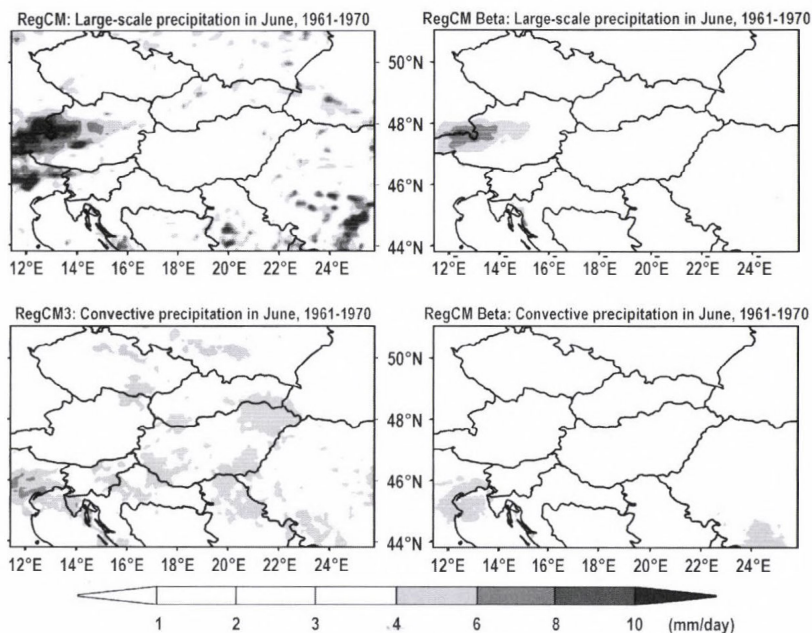 RegCM: Large-scale precipitation in June, 1961-1970
RegCM Beta: Large-scale precipitation in June, 1961-1970
50°N
48°N
46°N
44°N
12°E 14°E 16°E 18°E 20°E 22°E 24°E
12°E 14°E 16°E 18°E 20°E 22°E 24°E
RegCM3: Convective precipitation in June, 1961-1970
RegCM Beta: Convective precipitation in June, 1961-1970
50°N
48°N
46°N
44°N
12°E 14°E 16°E 18°E 20°E 22°E 24°E
12°E 14°E 16°E 18°E 20°E 22°E 24°E
1 2 3 4 6 8 10 (mm/day)